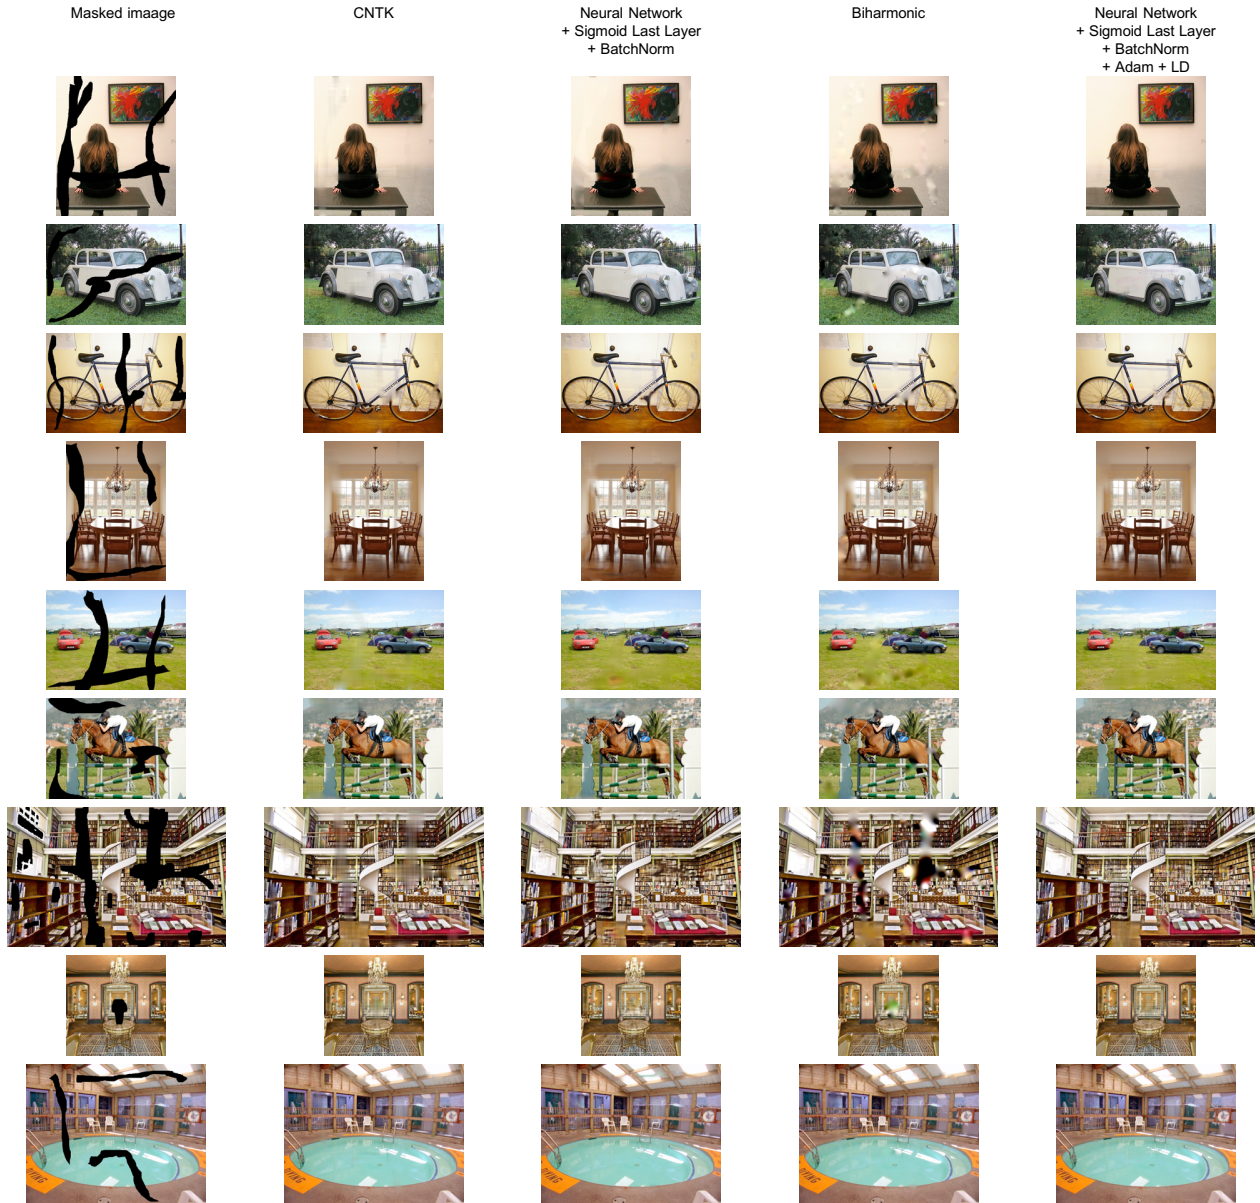 Masked imaage
CNTK
Neural Network
+ Sigmoid Last Layer
+ BatchNorm
Biharmonic
Neural Network
+ Sigmoid Last Layer
+ BatchNorm
+ Adam + LD